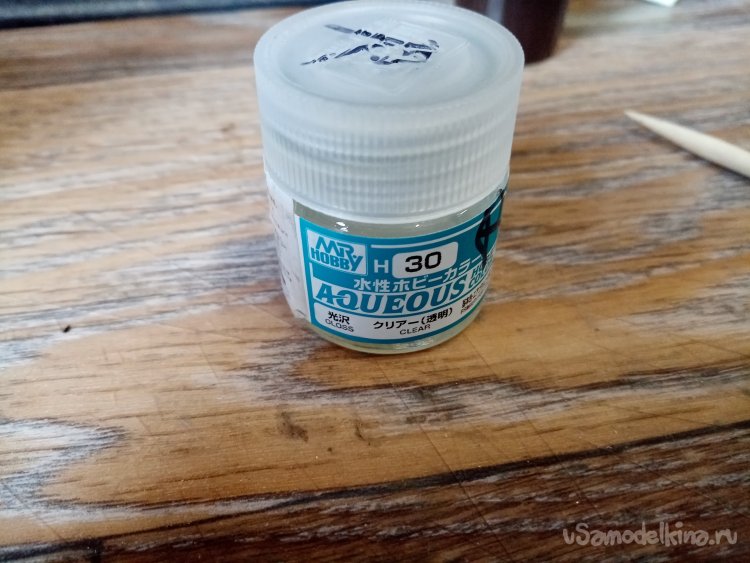 MR
HOBBY
H 30
水性ホビーカラー
AQUEOUS
光沢
GLOSS
クリアー(透明)
CLEAR
vSamodelkina.ru